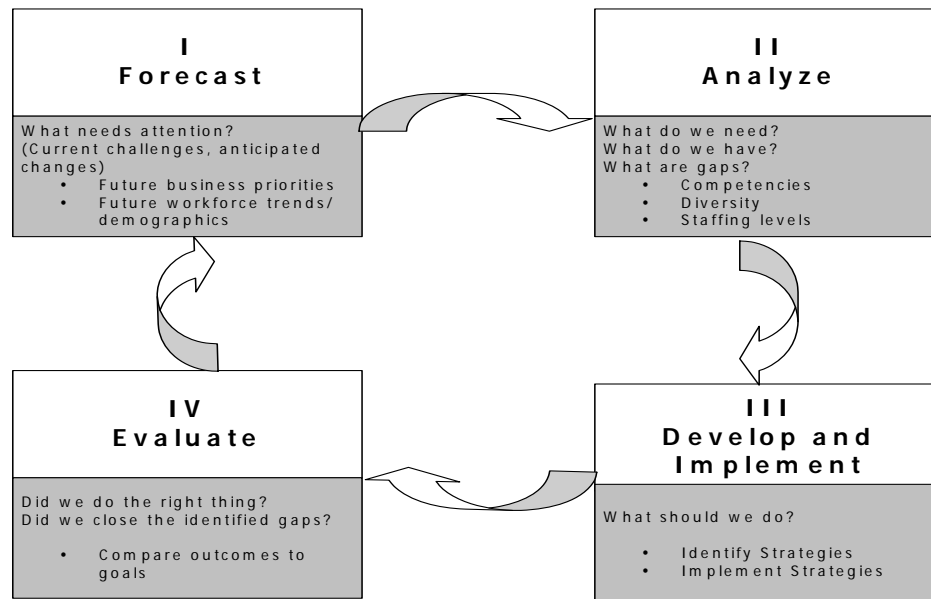 I
Forecast
What needs attention?
(Current challenges, anticipated
changes)
• Future business priorities
• Future workforce trends/
demographics
II
Analyze
What do we need?
What do we have?
What are gaps?
• Competencies
• Diversity
• Staffing levels
III
Develop and
Implement
What should we do?
• Identify Strategies
• Implement Strategies
IV
Evaluate
Did we do the right thing?
Did we close the identified gaps?
• Compare outcomes to
goals